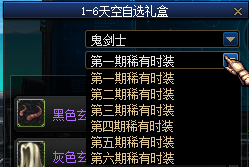 1-6天空自选礼盒
鬼剑士
第一期稀有时装
第一期稀有时装
第二期稀有时装
第三期稀有时装
第四期稀有时装
第五期稀有时装
第六期稀有时装
黑色玄
灰色玄